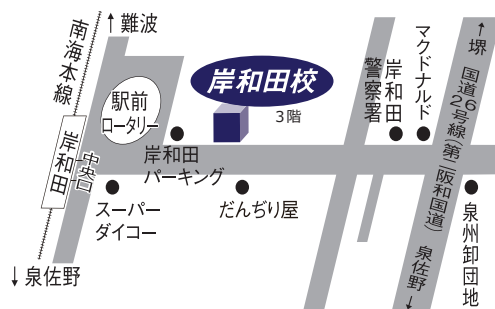 ↑難波
南海本線
駅前
ロータリー
岸和田校
3階
岸和田
中央口
岸和田
パーキング
スーパー
ダイコー
だんぢり屋
↓泉佐野
岸和田
警察署
マクドナルド
↑堺
国道26号線(第二阪和国道)
泉佐野↓
泉州卸団地